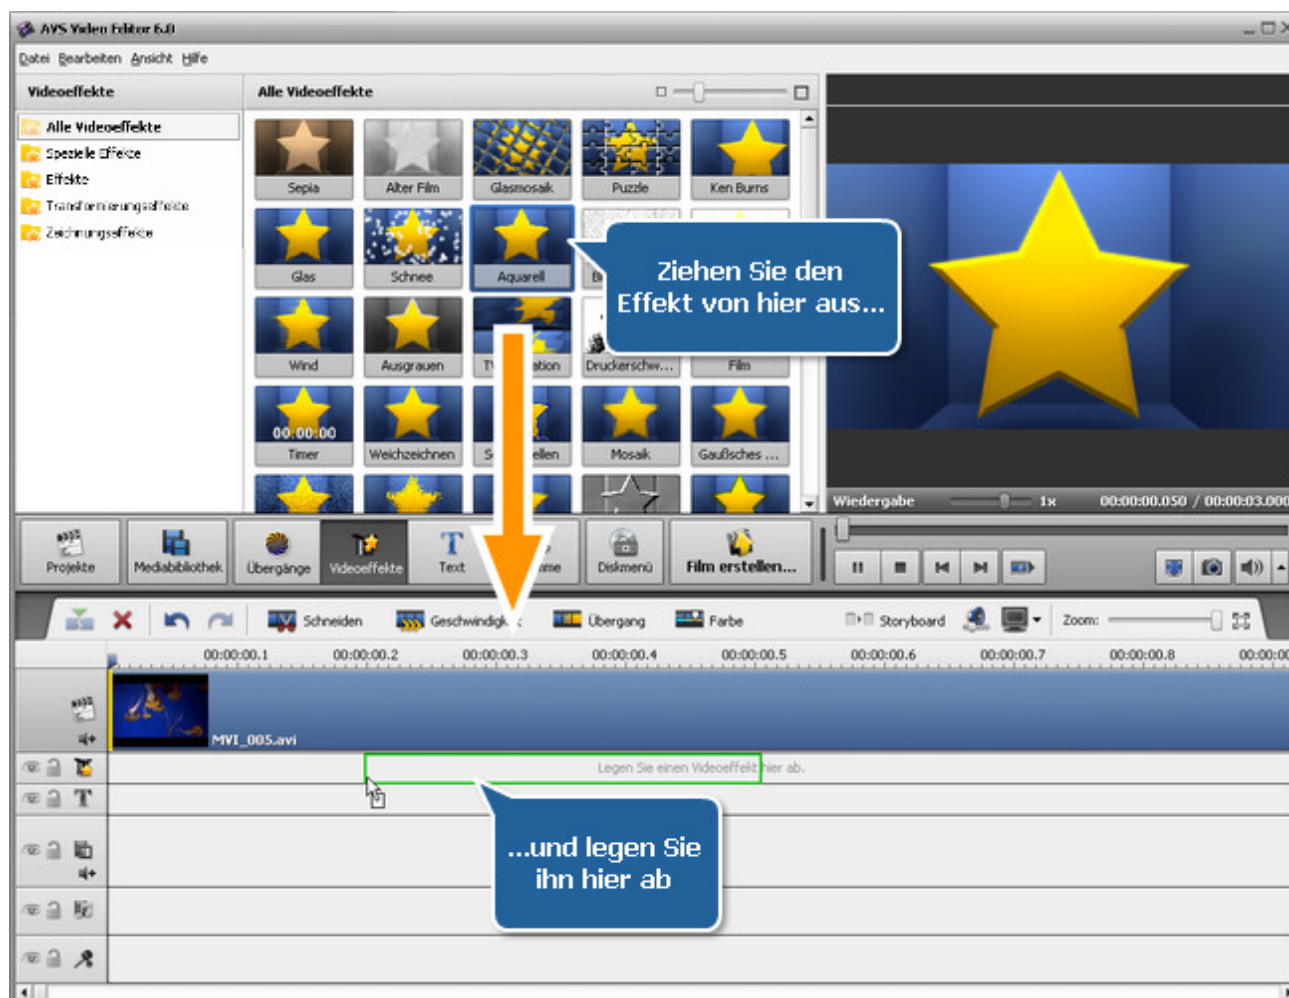 AVS Video Editor 6.0
Datei Bearbeiten Ansicht Hilfe
Videoeffekte
Alle Videoeffekte
Alle Videoeffekte
Spezielle Effekte
Effekte
Transformierungseffekte
Zeichnungseffekte
Sepia
Alter Film
Glasmosaik
Puzzle
Ken Burns
Glas
Schnee
Aquarell
Ziehen Sie den
Effekt von hier aus...
Wind
Ausgrauen
Druckerschw...
Film
00:00:00
Timer
Weichzeichnen
Mosaik
Gaußsches ...
Wiedergabe
1x
00:00:00.050 / 00:00:03.000
Projekte
Mediabibliothek
Übergänge
Videoeffekte
Text
Diskmenü
Film erstellen...
Schneiden
Übergang
Farbe
Storyboard
Zoom:
00:00:00.1
00:00:00.2
00:00:00.3
00:00:00.4
00:00:00.5
00:00:00.6
00:00:00.7
00:00:00.8
MVI_005.avi
Legen Sie einen Videoeffekt hier ab.
T
...und legen Sie
ihn hier ab